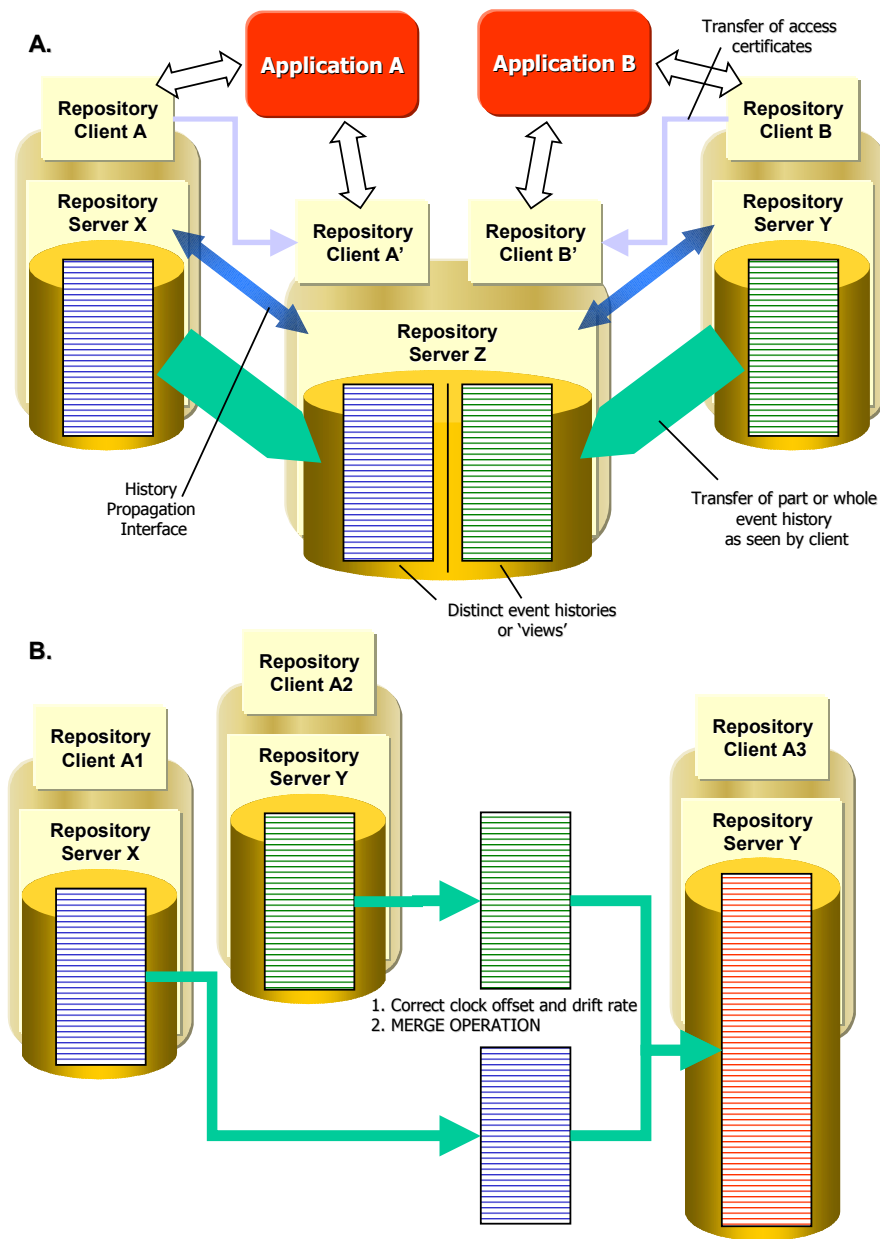 A.
Application A
Application B
Transfer of access
certificates
Repository
Client A
Repository
Client B
Repository
Server X
Repository
Client A’
Repository
Client B’
Repository
Server Y
Repository
Server Z
History
Propagation
Interface
Transfer of part or whole
event history
as seen by client
Distinct event histories
or ‘views’
B.
Repository
Client A2
Repository
Client A1
Repository
Client A3
Repository
Server Y
Repository
Server X
Repository
Server Y
1. Correct clock offset and drift rate
2. MERGE OPERATION